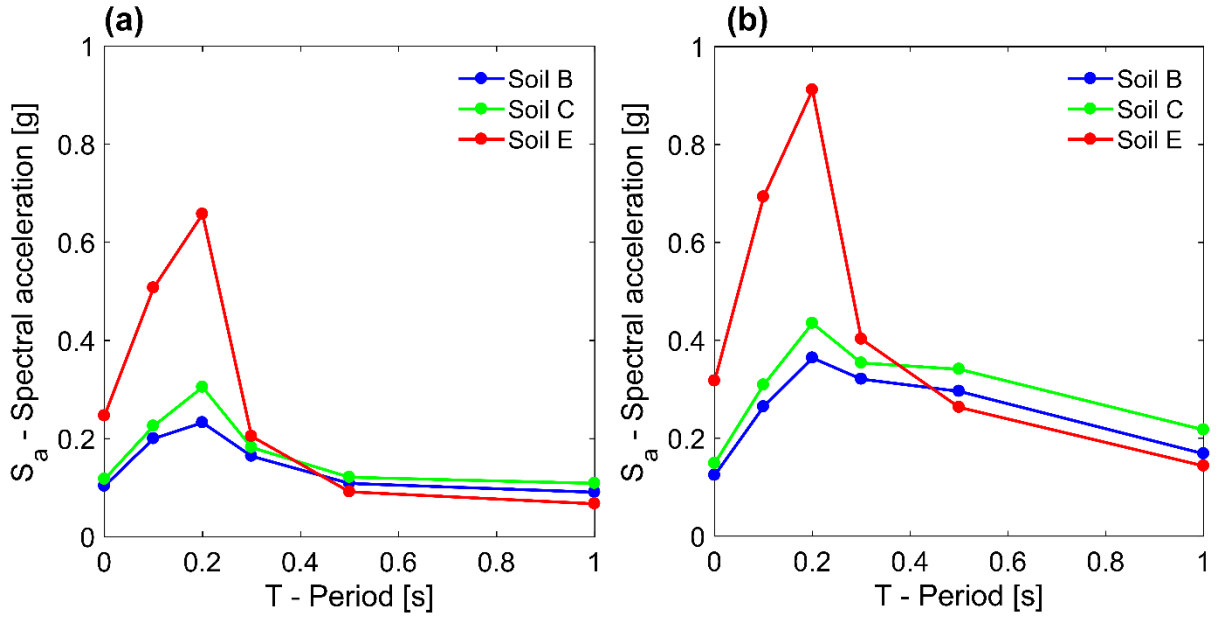 (a)
S_a - Spectral acceleration [g]
1
0.8
0.6
0.4
0.2
0
Soil B
Soil C
Soil E
0 0.2 0.4 0.6 0.8 1
T - Period [s]
(b)
S_a - Spectral acceleration [g]
1
0.8
0.6
0.4
0.2
0
Soil B
Soil C
Soil E
0 0.2 0.4 0.6 0.8 1
T - Period [s]